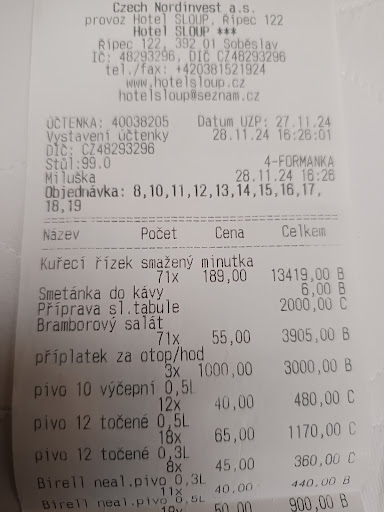 Czech Nordinvest a.s.
provoz Hotel SLOUP, Řípec 122
Hotel SLOUP ***
Řípec 122, 392 01 Soběslav
IČ: 48293296, DIČ CZ48293296
tel./fax: +420381521924
www.hotelsloup.cz
hotelsloup@seznam.cz
ÚČTENKA: 40038205 Datum UZP: 27.11.24
Vystavení účtenky 28.11.24 16:26:01
DIČ: CZ48293296
Stůl:99.0 4-FORMANKA
Miluška 28.11.24 16:26
Objednávka: 8,10,11,12,13,14,15,16,17,
18,19
Název Počet Cena Celkem
Kuřecí řízek smažený minutka
71x 189,00 13419,00 B
Smetánka do kávy 6,00 B
Příprava sl.tabule 2000,00 C
Bramborový salát
71x 55,00 3905,00 B
příplatek za otop/hod
3x 1000,00 3000,00 B
pivo 10 výčepní 0,5L
12x 40,00 480,00 C
pivo 12 točené 0,5L
18x 65,00 1170,00 C
pivo 12 točené 0,3L
8x 45,00 360,00 C
Birell neal.pivo 0,3L
11x 40,00 440,00 B
Birell neal.pivo 0,5L
50,00 900,00 B